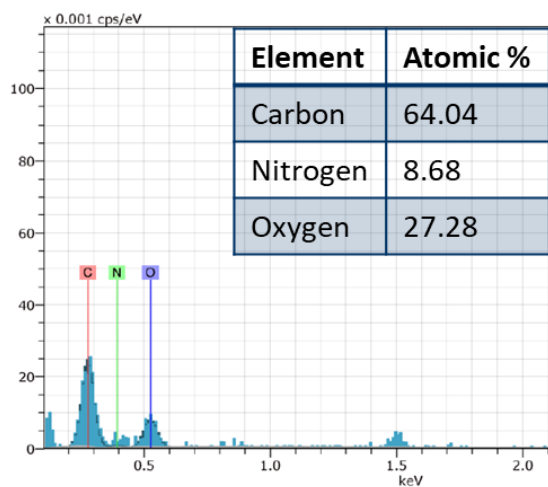 x 0.001 cps/eV
Element Atomic %
Carbon 64.04
Nitrogen 8.68
Oxygen 27.28
100
80
60
40
20
0
C N O
0.5 1.0 1.5 2.0
keV